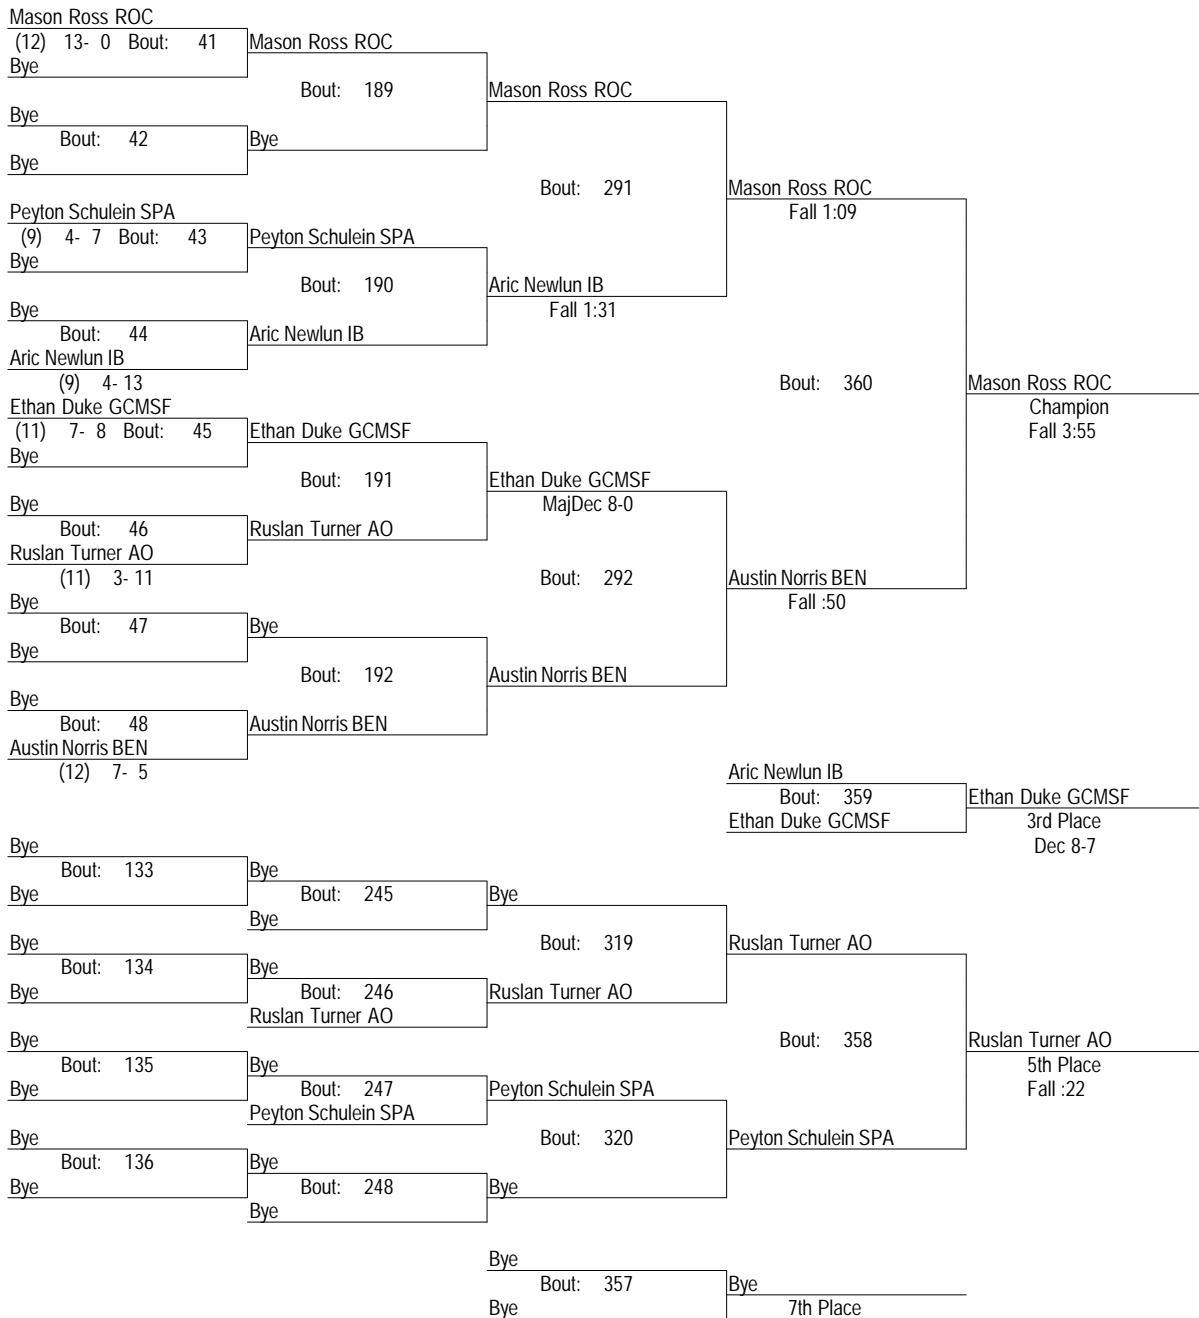 Mason Ross ROC
(12) 13- 0 Bout: 41 Mason Ross ROC
Bye
Bout: 189 Mason Ross ROC
Bye
Bout: 42 Bye
Bye
Bout: 291 Mason Ross ROC
Fall 1:09
Peyton Schulein SPA
(9) 4- 7 Bout: 43 Peyton Schulein SPA
Bye
Bout: 190 Aric Newlun IB
Fall 1:31
Bye
Bout: 44 Aric Newlun IB
Aric Newlun IB
(9) 4- 13
Bout: 360 Mason Ross ROC
Champion
Fall 3:55
Ethan Duke GCMSF
(11) 7- 8 Bout: 45 Ethan Duke GCMSF
Bye
Bout: 191 Ethan Duke GCMSF
MajDec 8-0
Bye
Bout: 46 Ruslan Turner AO
Ruslan Turner AO
(11) 3- 11
Bout: 292 Austin Norris BEN
Fall :50
Bye
Bout: 47 Bye
Bye
Bout: 192 Austin Norris BEN
Bye
Bout: 48 Austin Norris BEN
Austin Norris BEN
(12) 7- 5
Aric Newlun IB
Bout: 359 Ethan Duke GCMSF
Ethan Duke GCMSF 3rd Place
Dec 8-7
Bye
Bout: 133 Bye
Bye Bout: 245 Bye
Bye
Bye Bout: 319 Ruslan Turner AO
Bout: 134 Bye
Bye Bout: 246 Ruslan Turner AO
Ruslan Turner AO
Bye Bout: 358 Ruslan Turner AO
5th Place
Fall :22
Bout: 135 Bye
Bye Bout: 247 Peyton Schulein SPA
Peyton Schulein SPA
Bye Bout: 320 Peyton Schulein SPA
Bout: 136 Bye
Bye Bout: 248 Bye
Bye
Bye
Bout: 357 Bye
Bye 7th Place